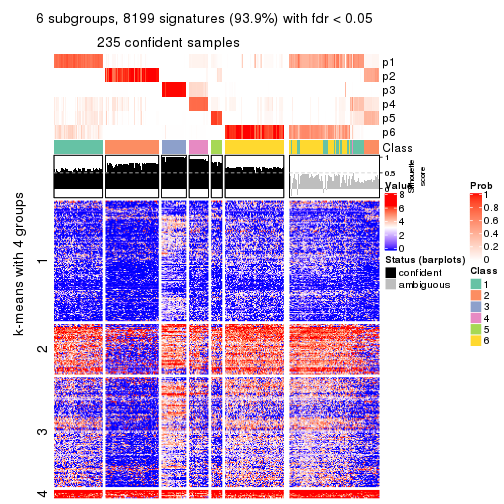 6 subgroups, 8199 signatures (93.9%) with fdr < 0.05
235 confident samples
p1
p2
p3
p4
p5
p6
Class
1
0.5
0
Silhouette
score
k-means with 4 groups
1
2
3
4
Value
8
6
4
2
0
Status (barplots)
confident
ambiguous
Prob
1
0.8
0.6
0.4
0.2
0
Class
1
2
3
4
5
6